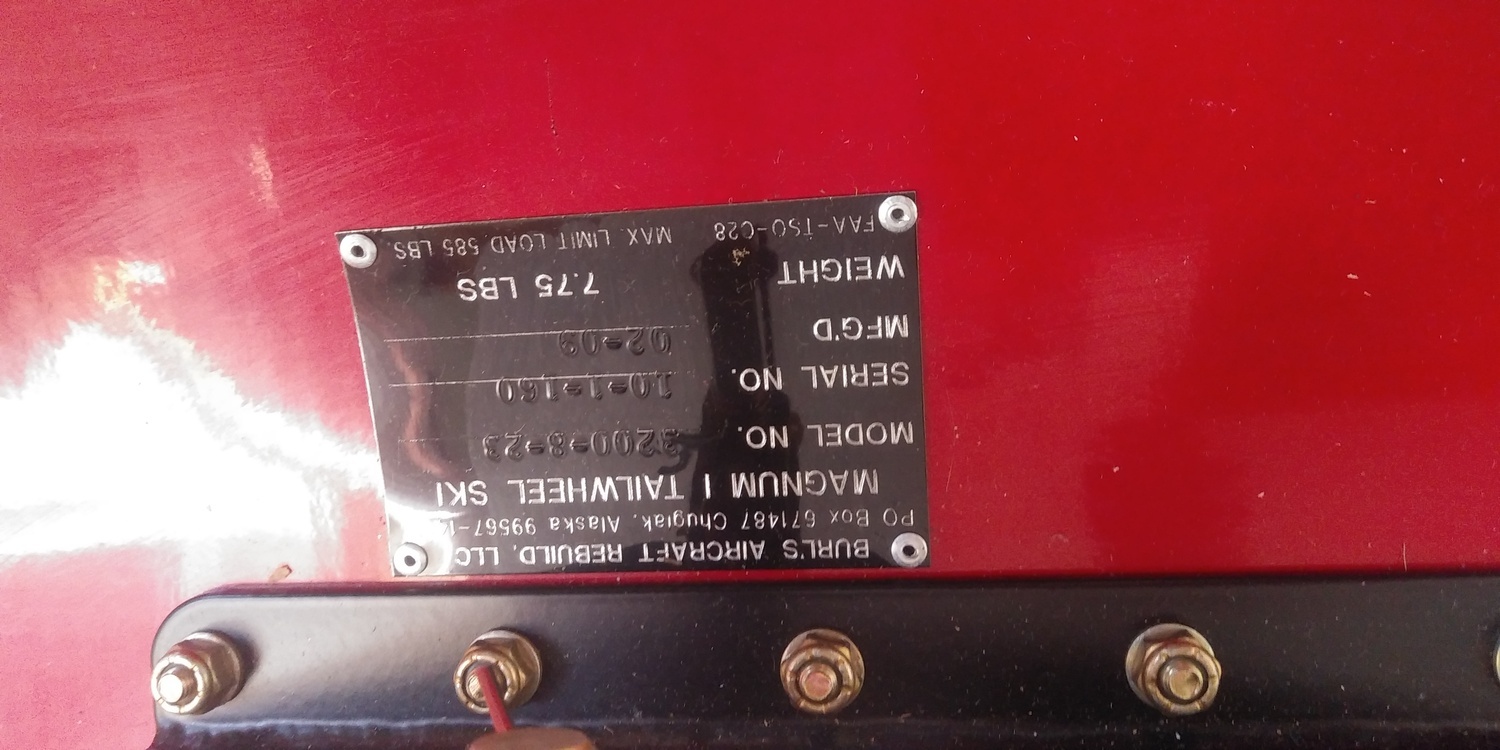 BURL'S AIRCRAFT REBUILD, LLC
PO Box 671487 Chugiak, Alaska
MAGNUM I TAILWHEEL SKI
MODEL NO. 3200-8-23
SERIAL NO. 10-1-160
MFG'D 02-09
WEIGHT 7.75 LBS
FAA-TSO-C28 MAX. LIMIT LOAD 585 LBS.